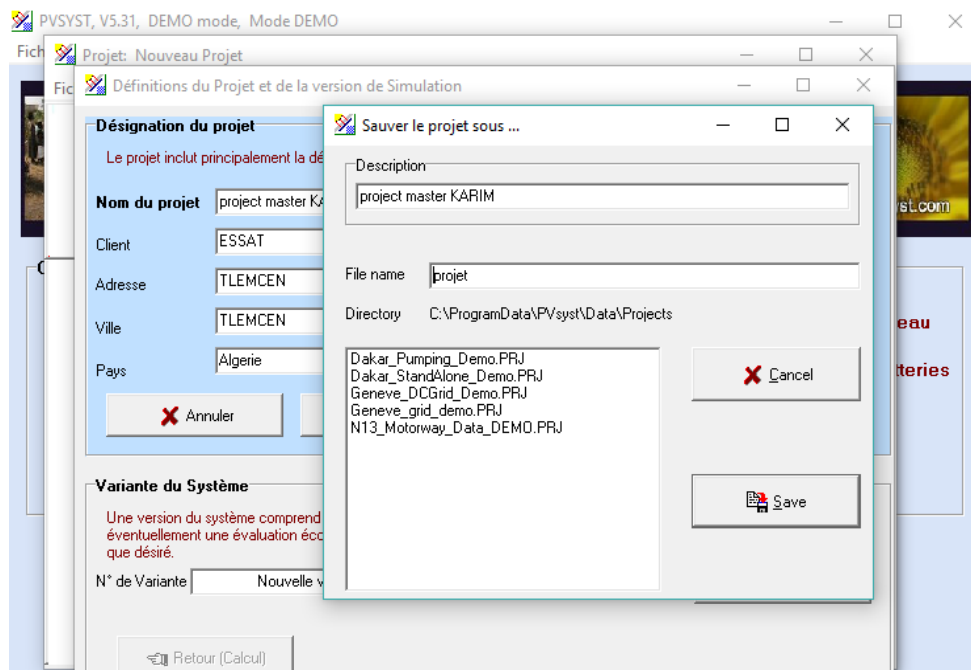 PVSYST, V5.31, DEMO mode, Mode DEMO
Fich
Projet: Nouveau Projet
Fic
Définitions du Projet et de la version de Simulation
Désignation du projet
Le projet inclut principalement la dé
Nom du projet project master KA
Client ESSAT
Adresse TLEMCEN
Ville TLEMCEN
Pays Algerie
Annuler
Variante du Système
Une version du système comprend
éventuellement une évaluation éco
que désiré.
N° de Variante Nouvelle v
Retour (Calcul)
Sauver le projet sous ...
Description
project master KARIM
File name projet
Directory C:\ProgramData\PVsyst\Data\Projects
Dakar_Pumping_Demo.PRJ
Dakar_StandAlone_Demo.PRJ
Geneve_DCGrid_Demo.PRJ
Geneve_grid_demo.PRJ
N13_Motorway_Data_DEMO.PRJ
Cancel
Save
yst.com
eau
tteries